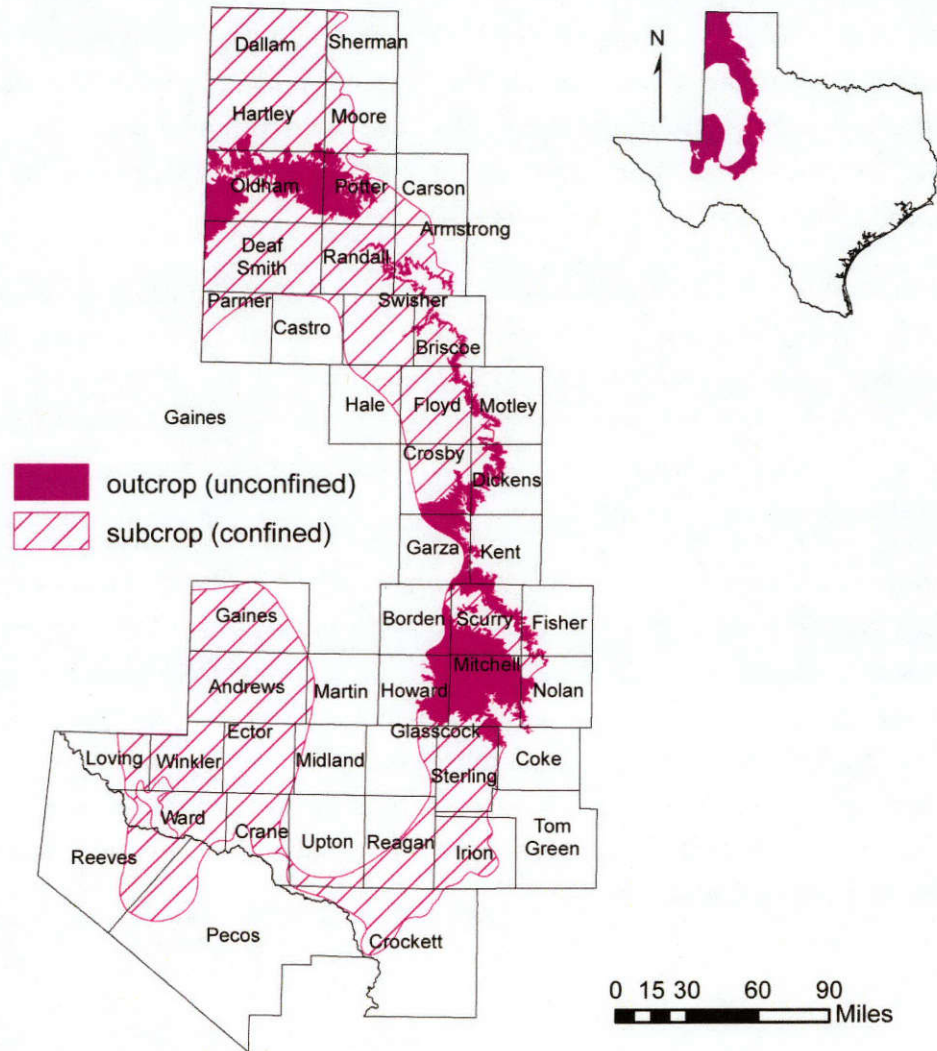 Dallam
Sherman
N
Hartley
Moore
Oldham
Potter
Carson
Armstrong
Deaf
Smith
Randall
Parmer
Swisher
Castro
Briscoe
Gaines
Hale
Floyd
Motley
Crosby
Dickens
outcrop (unconfined)
subcrop (confined)
Garza
Kent
Gaines
Borden
Scurry
Fisher
Andrews
Martin
Howard
Mitchell
Nolan
Ector
Glasscock
Loving
Winkler
Midland
Sterling
Coke
Ward
Crane
Upton
Reagan
Irion
Tom
Green
Reeves
Pecos
Crockett
0 15 30 60 90
Miles